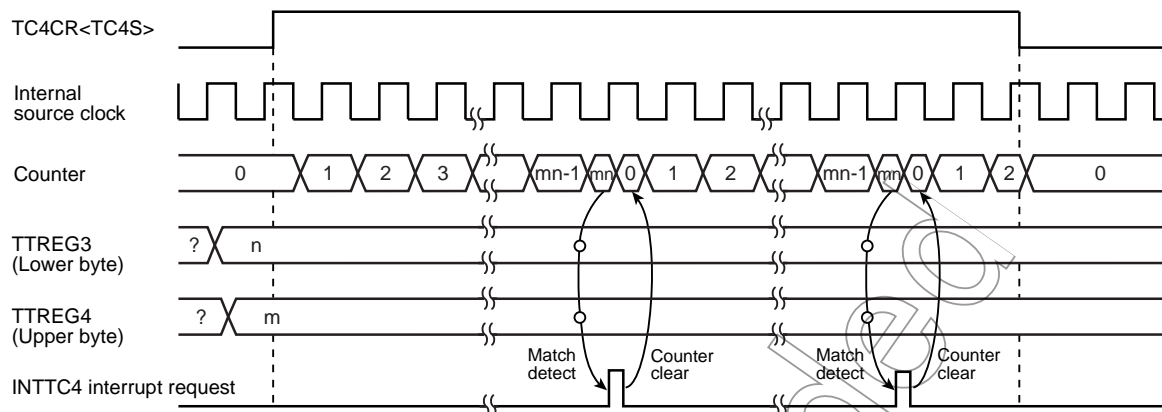 TC4CR<TC4S>
Internal
source clock
Counter
0 1 2 3 mn-1 mn 0 1 2 mn-1 mn 0 1 2 0
TTREG3
(Lower byte)
? n
TTREG4
(Upper byte)
? m
Match
detect
Counter
clear
Match
detect
Counter
clear
INTTC4 interrupt request